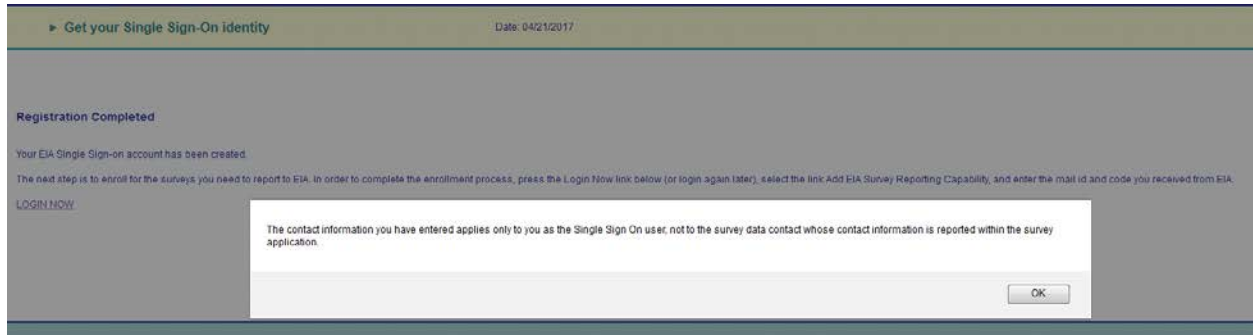 ► Get your Single Sign-On identity Date: 04/21/2017
Registration Completed
Your EIA Single Sign-on account has been created.
The next step is to enroll for the surveys you need to report to EIA. In order to complete the enrollment process, press the Login Now link below (or login again later), select the link Add EIA Survey Reporting Capability, and enter the mail id and code you received from EIA.
LOGIN NOW
The contact information you have entered applies only to you as the Single Sign On user, not to the survey data contact whose contact information is reported within the survey
application.
OK